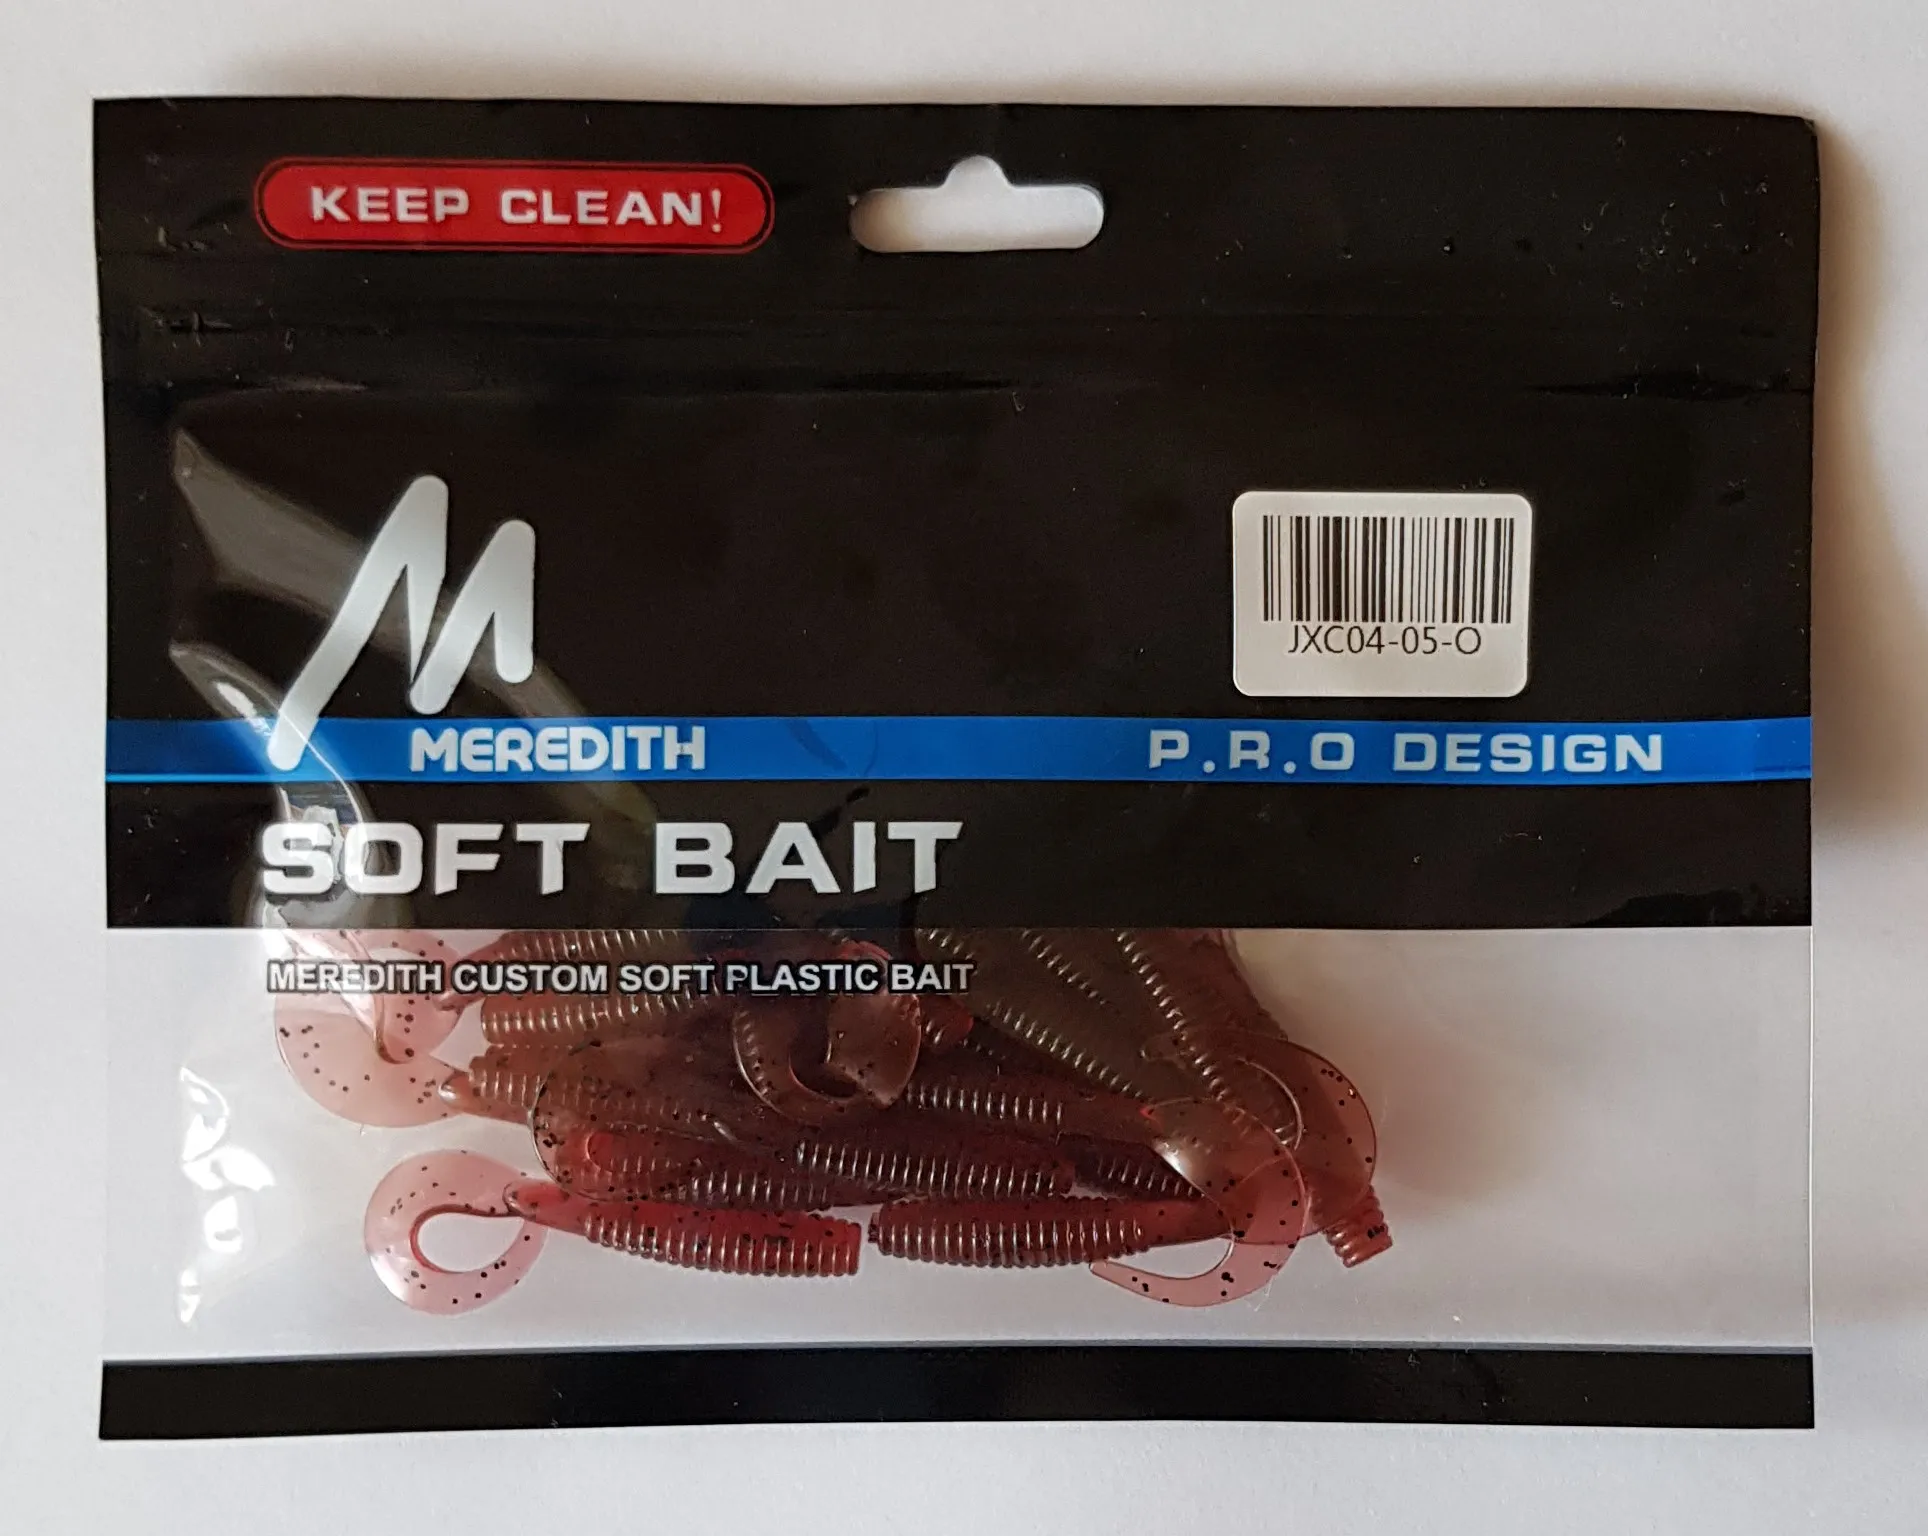 KEEP CLEAN!
JXC04-05-O
MEREDITH
P.R.O DESIGN
SOFT BAIT
MEREDITH CUSTOM SOFT PLASTIC BAIT